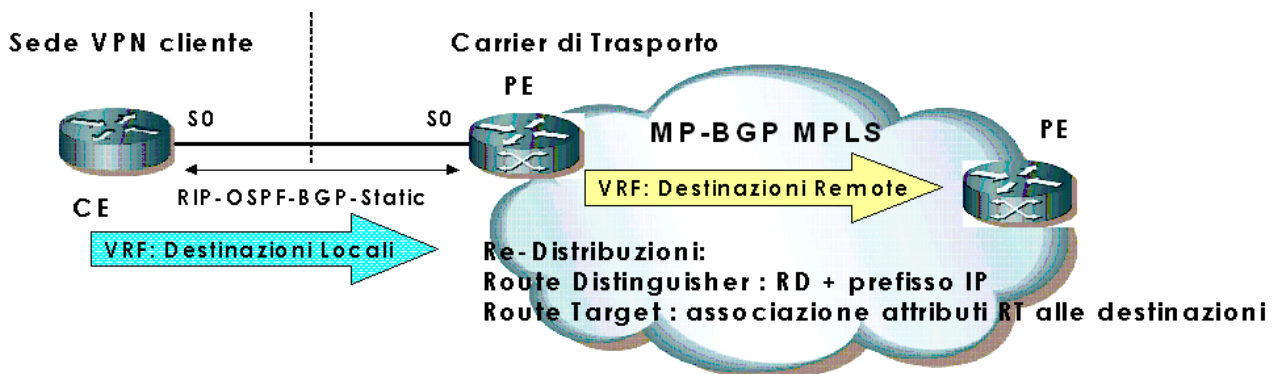 Sede VPN cliente
Carrier di Trasporto
PE
S0
S0
MP-BGP MPLS
PE
RIP-OSPF-BGP-Static
VRF: Destinazioni Remote
CE
VRF: Destinazioni Locali
Re-Distribuzioni:
Route Distinguisher : RD + prefisso IP
Route Target : associazione attributi RT alle destinazioni